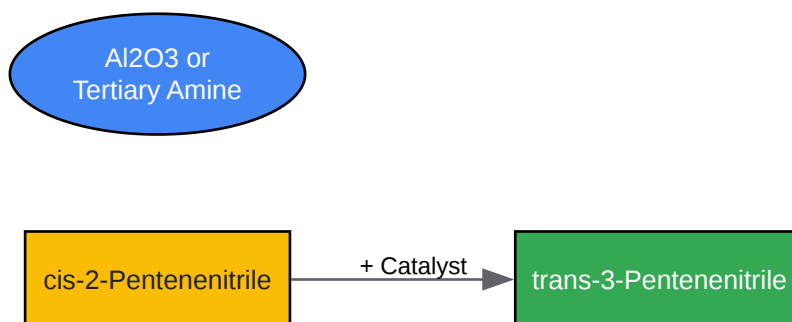 Al2O3 or
Tertiary Amine
cis-2-Pentenenitrile
+ Catalyst
trans-3-Pentenenitrile